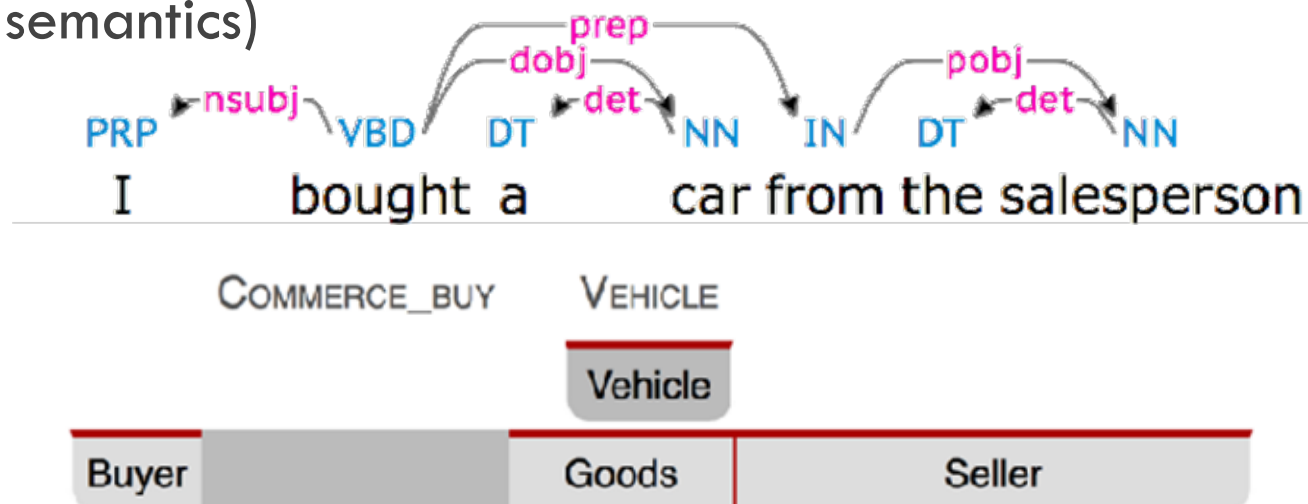 semantics)
prep
dobj pobj
nsubj det det
PRP VBD DT NN IN DT NN
I bought a car from the salesperson
COMMERCE_BUY VEHICLE
Vehicle
Buyer Goods Seller